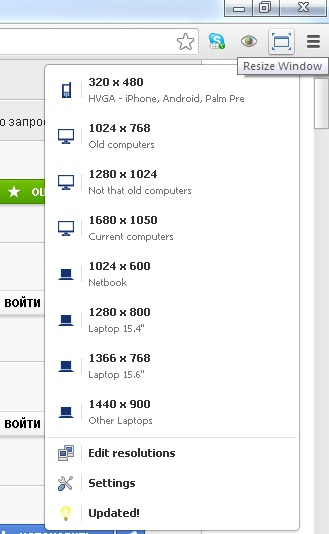 Resize Window
320 x 480
HVGA - iPhone, Android, Palm Pre
1024 x 768
Old computers
о запрос
1280 x 1024
Not that old computers
1680 x 1050
Current computers
1024 x 600
Netbook
войти
1280 x 800
Laptop 15.4"
1366 x 768
Laptop 15.6"
1440 x 900
Other Laptops
войти
Edit resolutions
Settings
Updated!